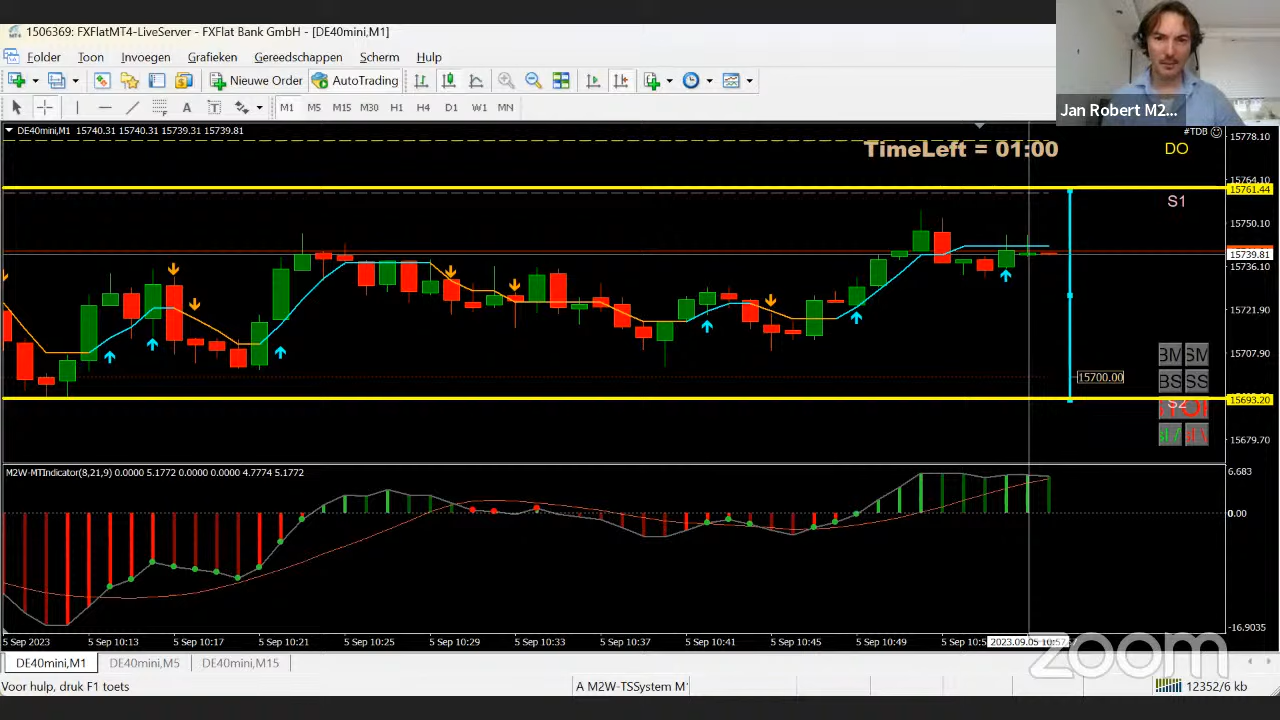 1506369: FXFlatMT4-LiveServer - FXFlat Bank GmbH - [DE40mini,M1]
Folder Toon Invoegen Grafieken Gereedschappen Scherm Hulp
Nieuwe Order AutoTrading
A T M1 M5 M15 M30 H1 H4 D1 W1 MN
Jan Robert M2...
DE40mini,M1 15740.31 15740.31 15739.31 15739.81
#TDB
15778.10
TimeLeft = 01:00
DO
15764.10
15761.44
S1
15750.10
15739.81
15736.10
15721.90
15707.90
BM SM
15700.00
BS SS
15693.20
S2
15679.70
M2W-MTIndicator(8,21,9) 0.0000 5.1772 0.0000 0.0000 4.7774 5.1772
6.683
0.00
-16.9035
5 Sep 2023 5 Sep 10:13 5 Sep 10:17 5 Sep 10:21 5 Sep 10:25 5 Sep 10:29 5 Sep 10:33 5 Sep 10:37 5 Sep 10:41 5 Sep 10:45 5 Sep 10:49 2023.09.05 10:57
zoom
DE40mini,M1 DE40mini,M5 DE40mini,M15
Voor hulp, druk F1 toets
A M2W-TSSystem M
12352/6 kb